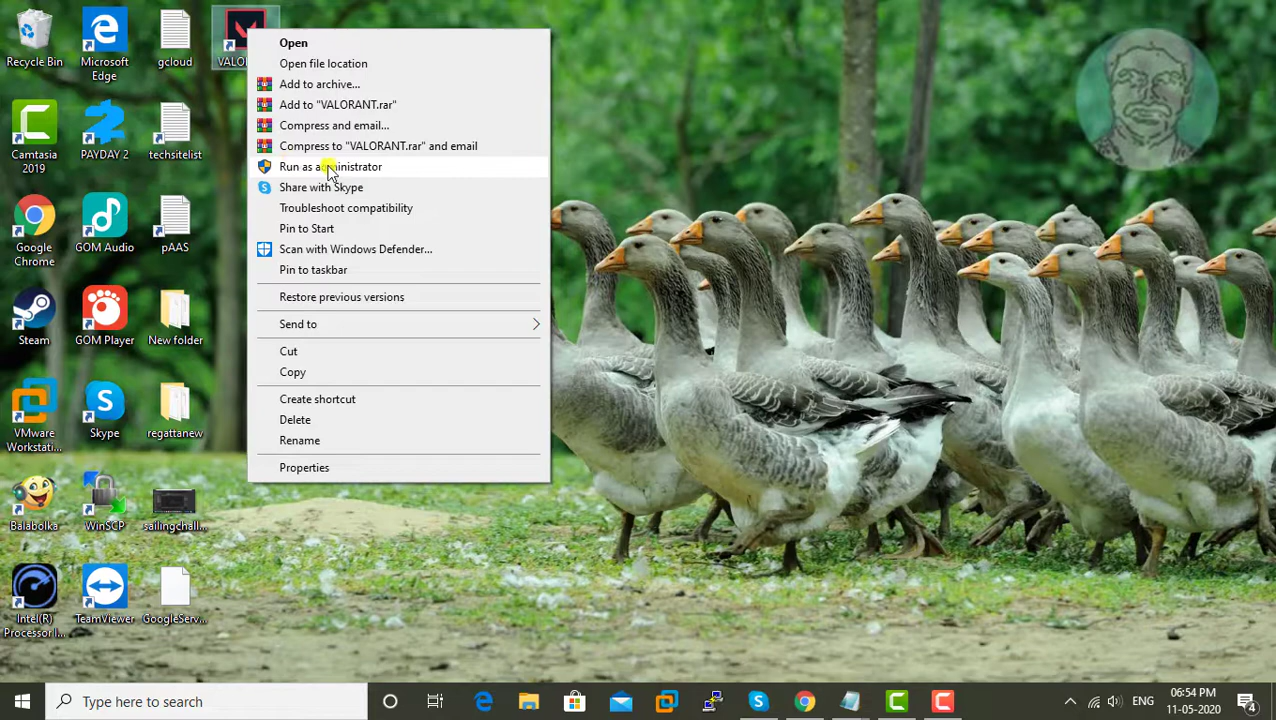 Recycle Bin
Microsoft Edge
gcloud
VALOR
Camtasia 2019
PAYDAY 2
techsitelist
Google Chrome
GOM Audio
pAAS
Steam
GOM Player
New folder
VMware Workstati...
Skype
regattanew
Balabolka
WinSCP
sailingchall...
Intel(R) Processor I...
TeamViewer
GoogleServ...
Open
Open file location
Add to archive...
Add to "VALORANT.rar"
Compress and email...
Compress to "VALORANT.rar" and email
Run as administrator
Share with Skype
Troubleshoot compatibility
Pin to Start
Scan with Windows Defender...
Pin to taskbar
Restore previous versions
Send to
Cut
Copy
Create shortcut
Delete
Rename
Properties
Type here to search
ENG
06:54 PM
11-05-2020
4